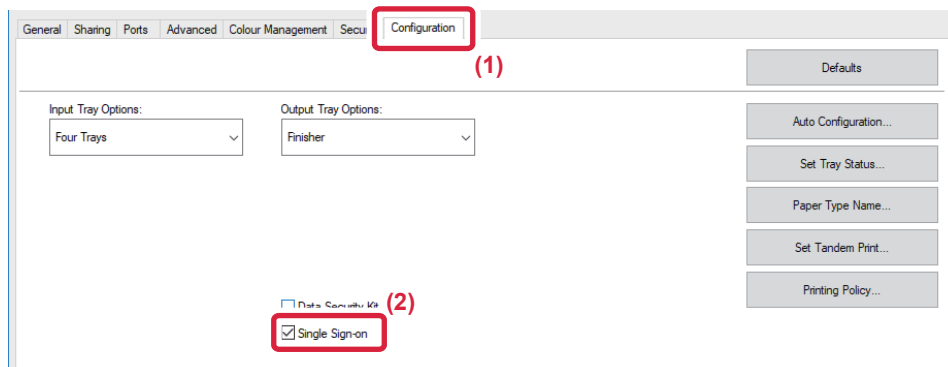 General Sharing Ports Advanced Colour Management Secu Configuration
(1)
Defaults
Input Tray Options: Output Tray Options:
Four Trays Finisher
Auto Configuration...
Set Tray Status...
Paper Type Name...
Set Tandem Print...
Printing Policy...
Data Security Kit (2)
Single Sign-on